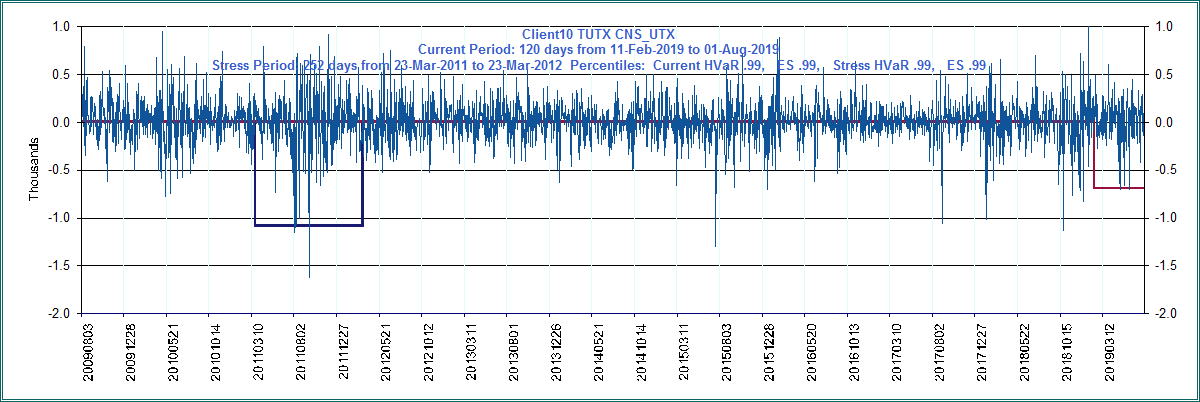 Client10 TUTX CNS_UTX
Current Period: 120 days from 11-Feb-2019 to 01-Aug-2019
Stress Period: 252 days from 23-Mar-2011 to 23-Mar-2012 Percentiles: Current HVaR .99, ES .99, Stress HVaR .99, ES .99
1.0 1.0
0.5 0.5
0.0 0.0
-0.5 -0.5
-1.0 -1.0
-1.5 -1.5
-2.0 -2.0
Thousands
20090803 20091228 20100521 20101014 20110310 20110802 20111227 20120521 20121012 20130311 20130801 20131226 20140521 20141014 20150311 20150803 20151228 20160520 20161013 20170310 20170802 20171227 20180522 20181015 20190312